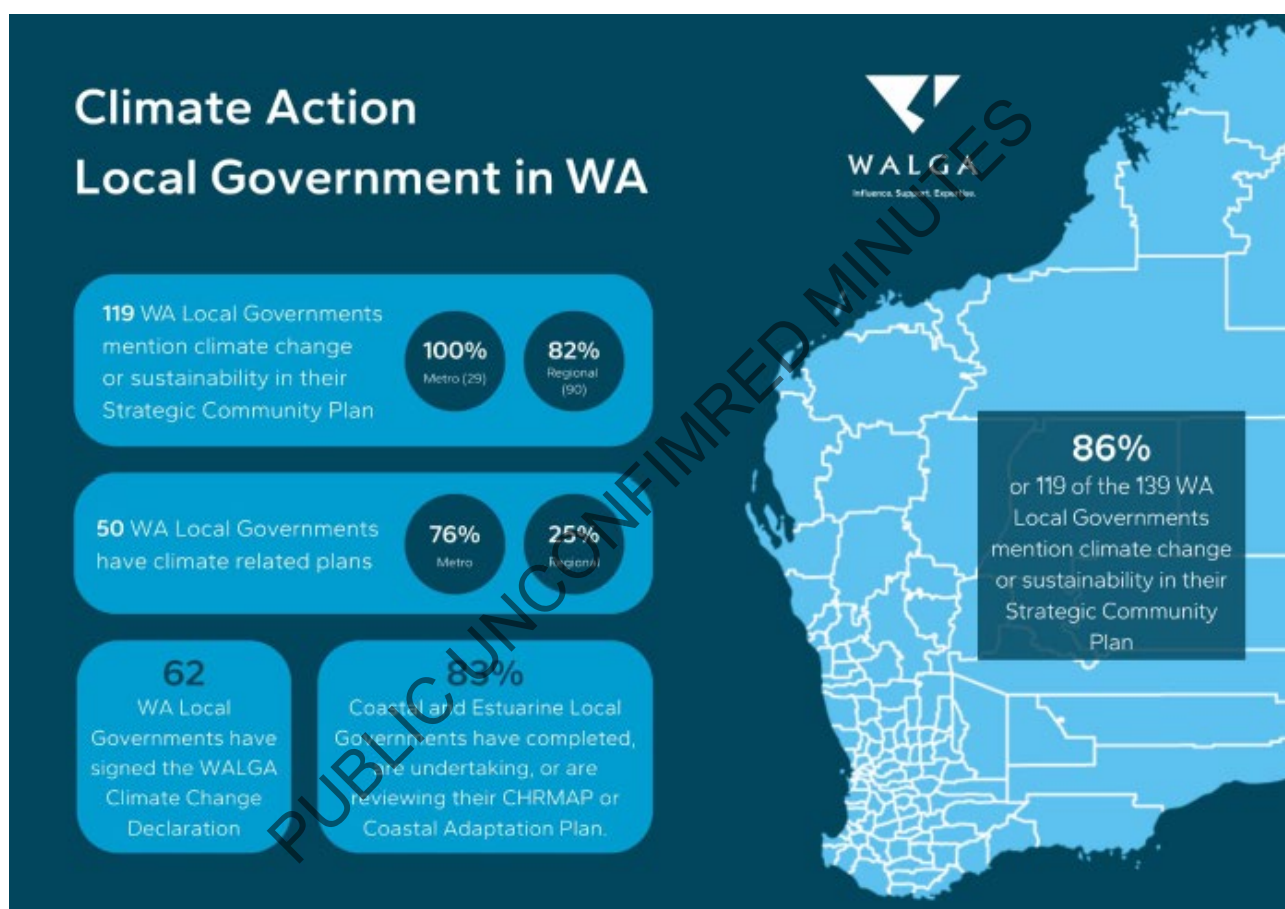 Climate Action
Local Government in WA
WALGA
Influence. Support. Expertise.
119 WA Local Governments
mention climate change
or sustainability in their
Strategic Community Plan
100%
Metro (29)
82%
Regional
(90)
50 WA Local Governments
have climate related plans
76%
Metro
25%
Regional
62
WA Local
Governments have
signed the WALGA
Climate Change
Declaration
83%
Coastal and Estuarine Local
Governments have completed,
are undertaking, or are
reviewing their CHRMAP or
Coastal Adaptation Plan.
86%
or 119 of the 139 WA
Local Governments
mention climate change
or sustainability in their
Strategic Community
Plan
PUBLIC UNCONFIMRED MINUTES